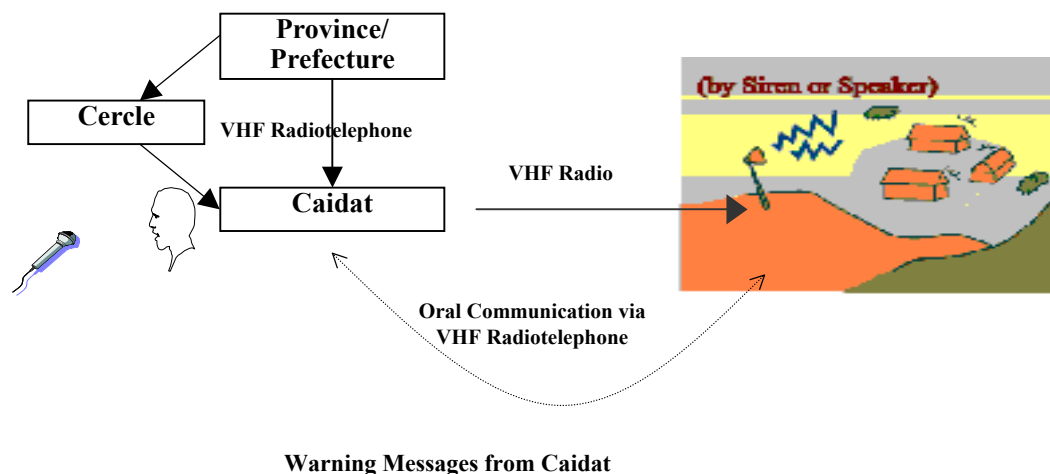 Province/
Prefecture
(by Siren or Speaker)
Cercle
VHF Radiotelephone
VHF Radio
Caidat
Oral Communication via
VHF Radiotelephone
Warning Messages from Caidat